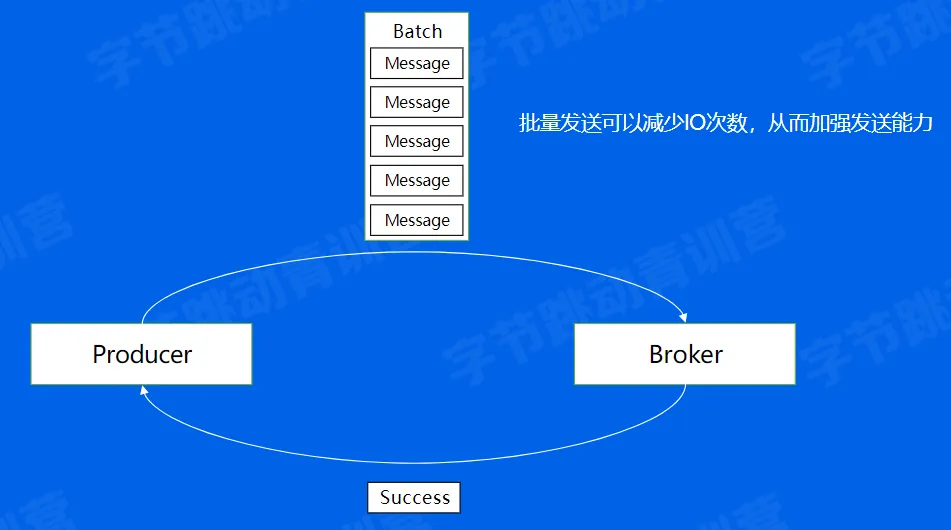 Batch
Message
Message
批量发送可以减少IO次数，从而加强发送能力
Message
Message
Message
Producer
Broker
Success
字节跳动青训营